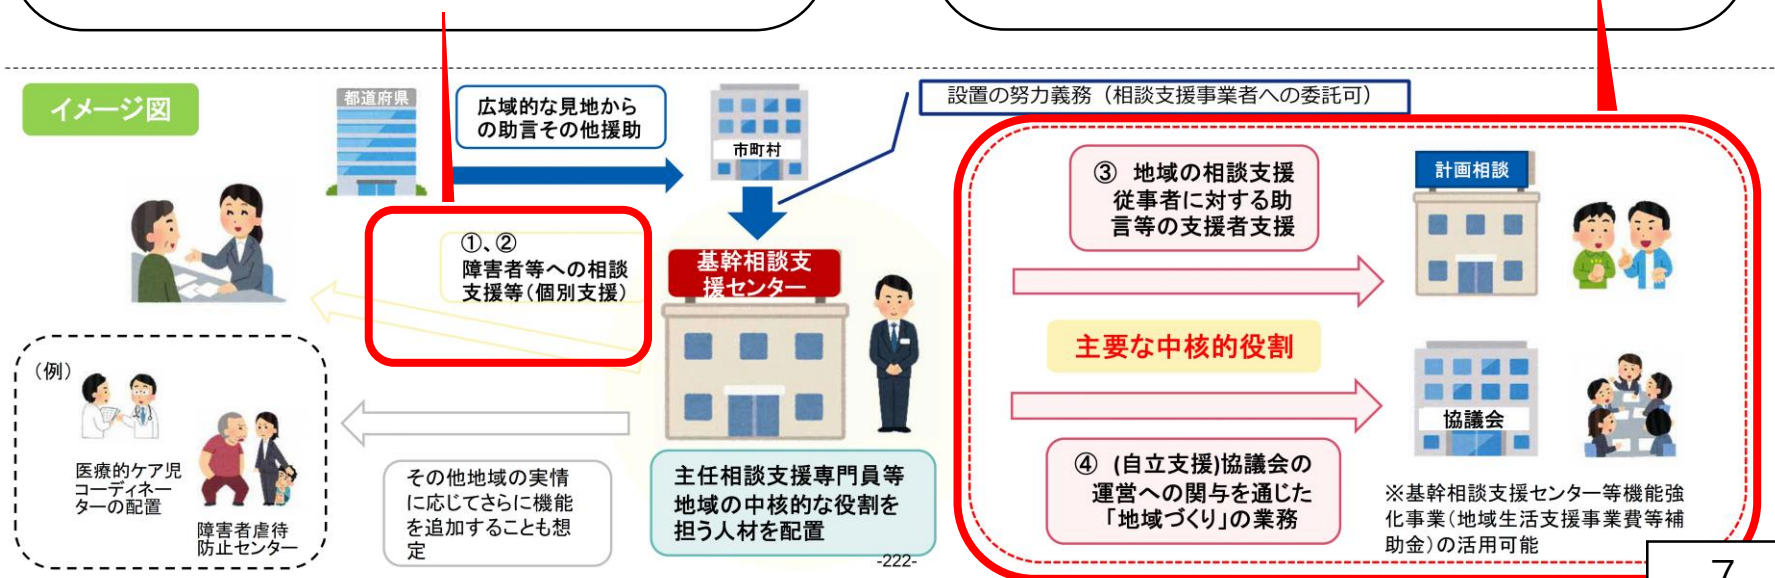 イメージ図
都道府県
広域的な見地から
の助言その他援助
市町村
設置の努力義務（相談支援事業者への委託可）
①、②
障害者等への相談
支援等(個別支援)
基幹相談支
援センター
③ 地域の相談支援
従事者に対する助
言等の支援者支援
計画相談
主要な中核的役割
協議会
④ (自立支援)協議会の
運営への関与を通じた
「地域づくり」の業務
※基幹相談支援センター等機能強
化事業(地域生活支援事業費等補
助金)の活用可能
(例)
医療的ケア児
コーディネー
ターの配置
障害者虐待
防止センター
その他地域の実情
に応じてさらに機能
を追加することも想
定
主任相談支援専門員等
地域の中核的な役割を
担う人材を配置
-222-
7